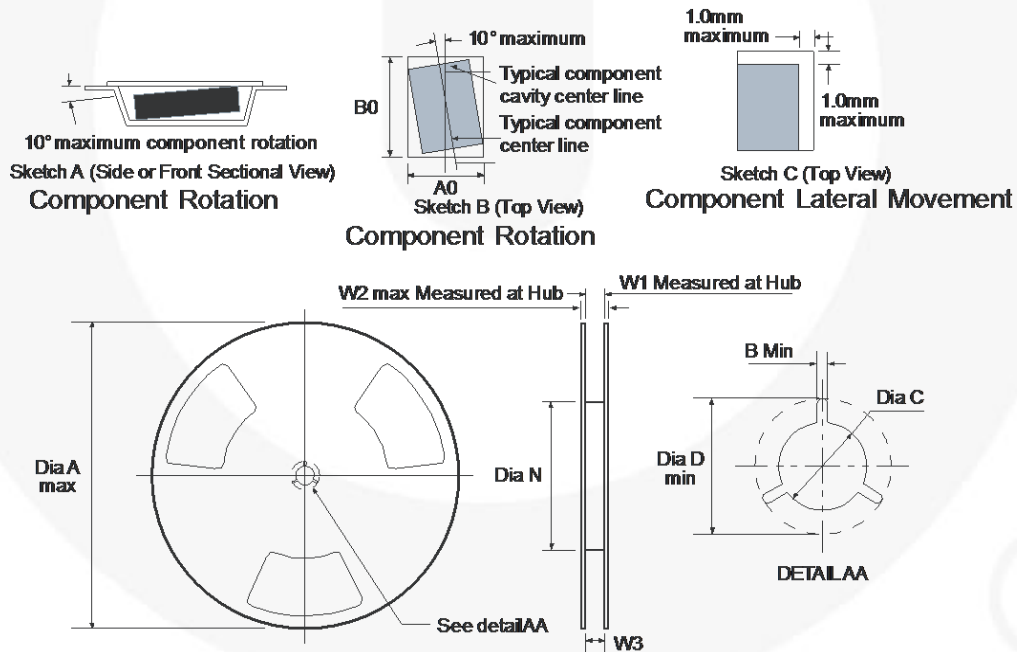 10° maximum component rotation
Sketch A (Side or Front Sectional View)
Component Rotation
10° maximum
Typical component
cavity center line
Typical component
center line
B0
A0
Sketch B (Top View)
Component Rotation
1.0mm
maximum
1.0mm
maximum
Sketch C (Top View)
Component Lateral Movement
W2 max Measured at Hub
W1 Measured at Hub
Dia A
max
Dia N
See detail AA
W3
B Min
Dia C
Dia D
min
DETAIL AA